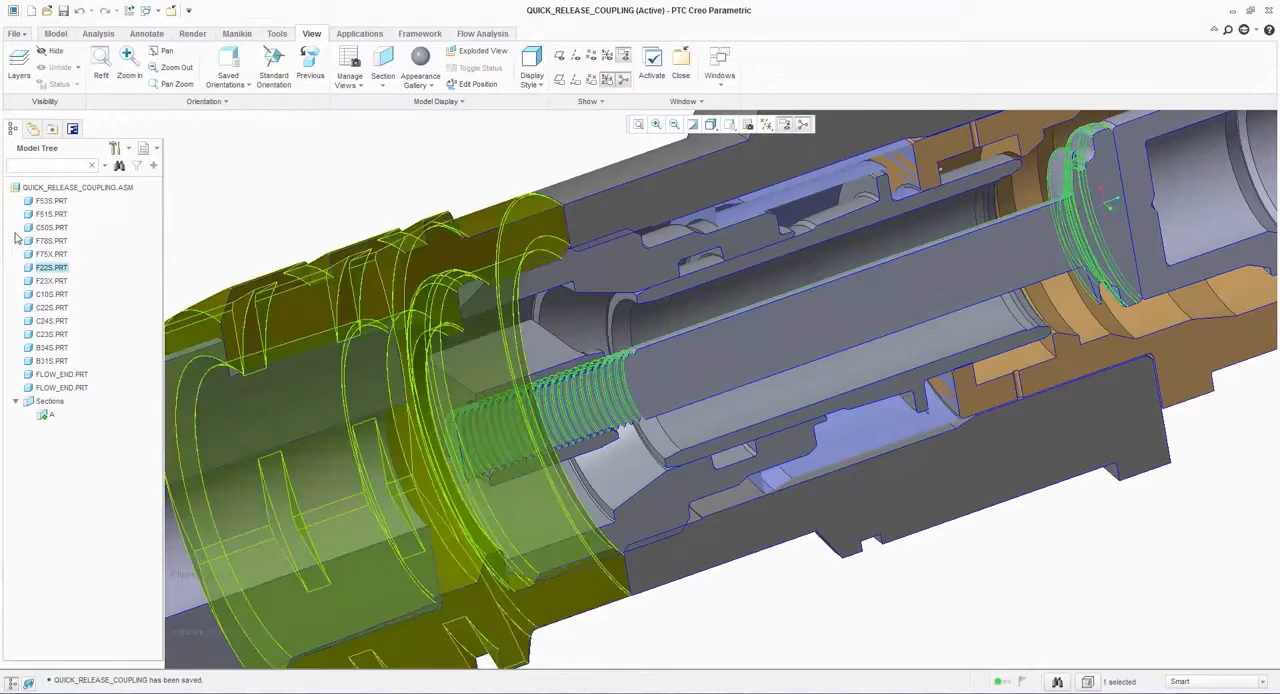 QUICK_RELEASE_COUPLING (Active) - PTC Creo Parametric
File Model Analysis Annotate Render Manikin Tools View Applications Framework Flow Analysis
Layers
Hide
Unhide
Status
Visibility
Refit
Zoom In
Pan
Zoom Out
Pan Zoom
Saved Orientations
Standard Orientation
Previous
Orientation
Manage Views
Section
Appearance Gallery
Exploded View
Toggle Status
Edit Position
Model Display
Display Style
Show
Activate
Close
Windows
Window
Model Tree
QUICK_RELEASE_COUPLING.ASM
F53S.PRT
F51S.PRT
C50S.PRT
F78S.PRT
F75X.PRT
F22S.PRT
F23X.PRT
C10S.PRT
C22S.PRT
C24S.PRT
C23S.PRT
B34S.PRT
B31S.PRT
FLOW_END.PRT
FLOW_END.PRT
Sections
A
• QUICK_RELEASE_COUPLING has been saved.
1 selected
Smart